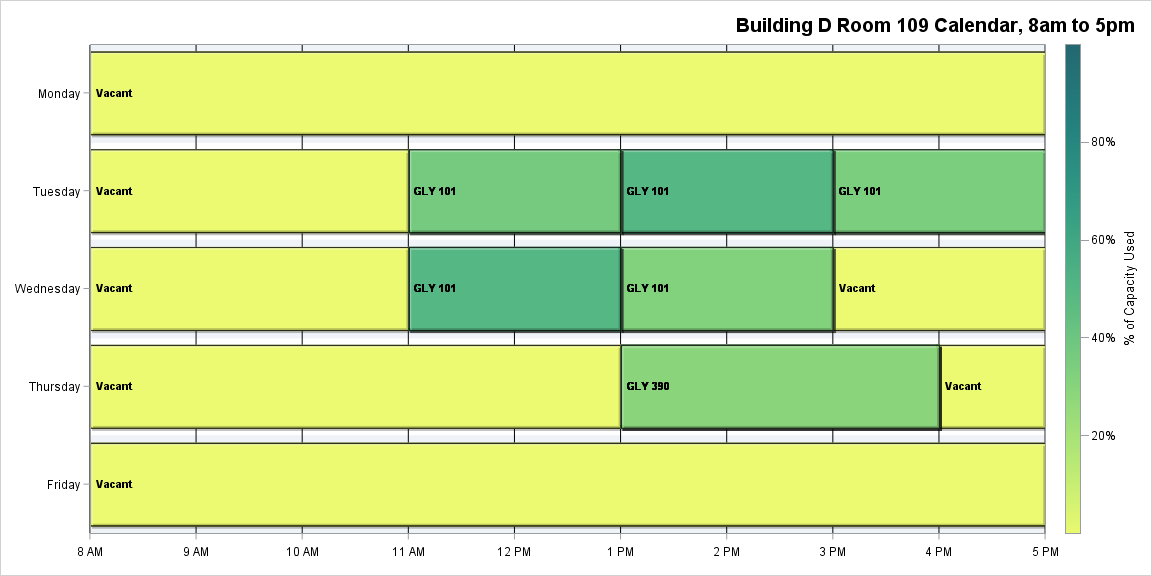 Building D Room 109 Calendar, 8am to 5pm
Monday
Vacant
Tuesday
Vacant
GLY 101
GLY 101
GLY 101
Wednesday
Vacant
GLY 101
GLY 101
Vacant
Thursday
Vacant
GLY 390
Vacant
Friday
Vacant
8 AM
9 AM
10 AM
11 AM
12 PM
1 PM
2 PM
3 PM
4 PM
5 PM
80%
60%
40%
20%
% of Capacity Used